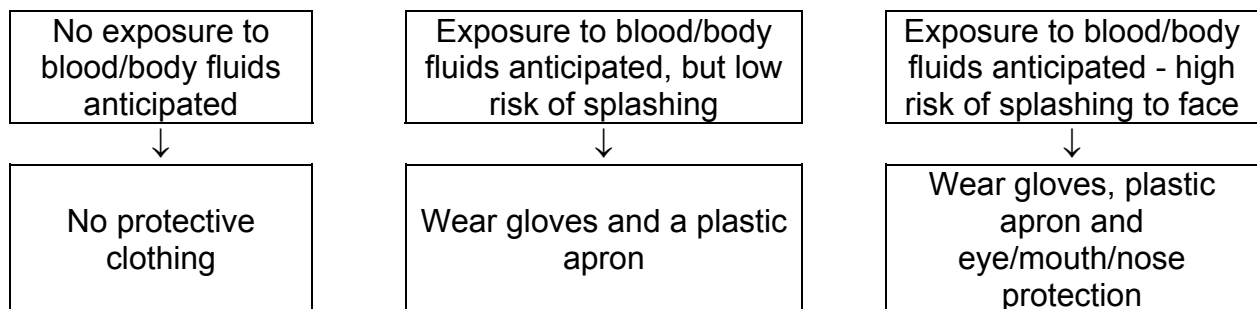 No exposure to
blood/body fluids
anticipated
↓
No protective
clothing
Exposure to blood/body
fluids anticipated, but low
risk of splashing
↓
Wear gloves and a plastic
apron
Exposure to blood/body
fluids anticipated - high
risk of splashing to face
↓
Wear gloves, plastic
apron and
eye/mouth/nose
protection